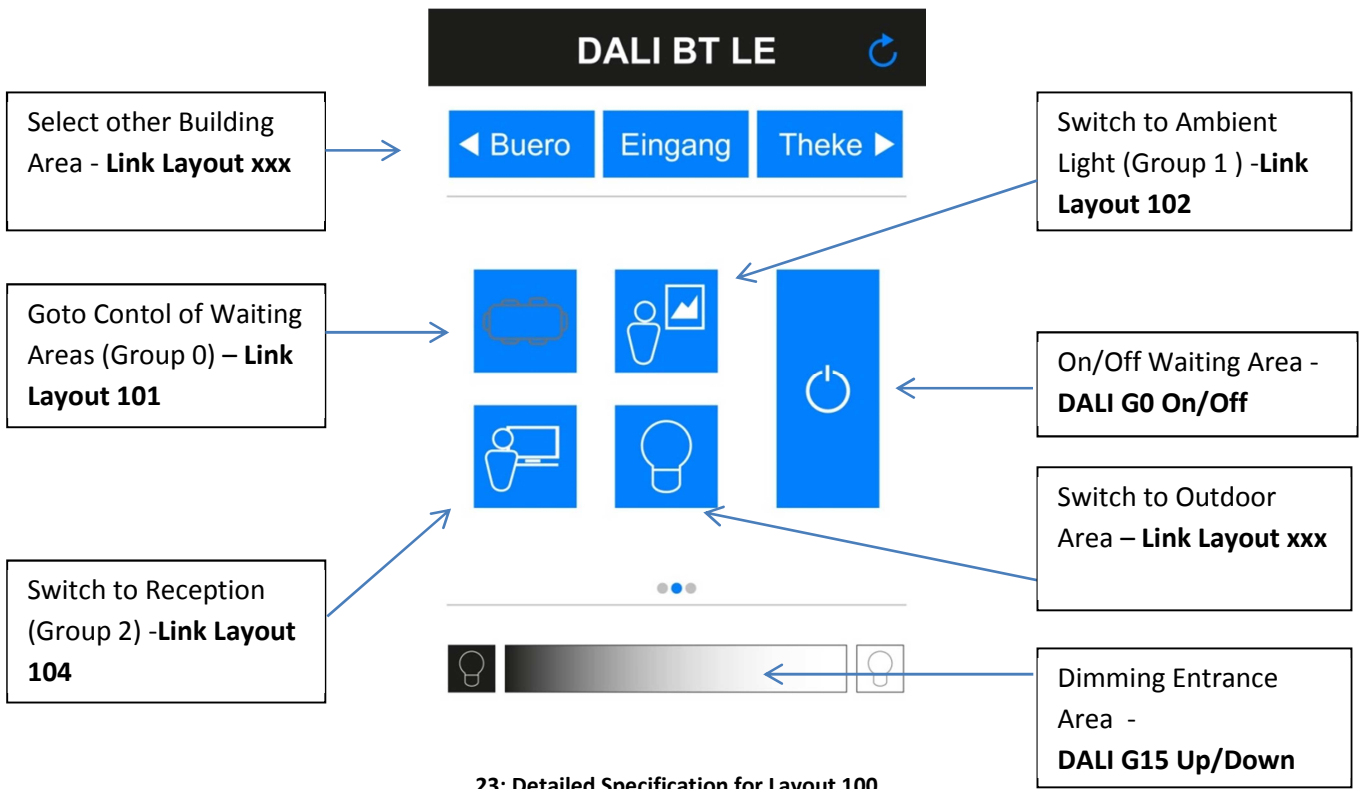 DALI BT LE
Select other Building
Area - Link Layout xxx
◀ Buero
Eingang
Theke ▶
Switch to Ambient
Light (Group 1 ) -Link
Layout 102
Goto Contol of Waiting
Areas (Group 0) – Link
Layout 101
On/Off Waiting Area -
DALI G0 On/Off
Switch to Outdoor
Area – Link Layout xxx
Switch to Reception
(Group 2) -Link Layout
104
Dimming Entrance
Area -
DALI G15 Up/Down
23: Detailed Specification for Layout 100